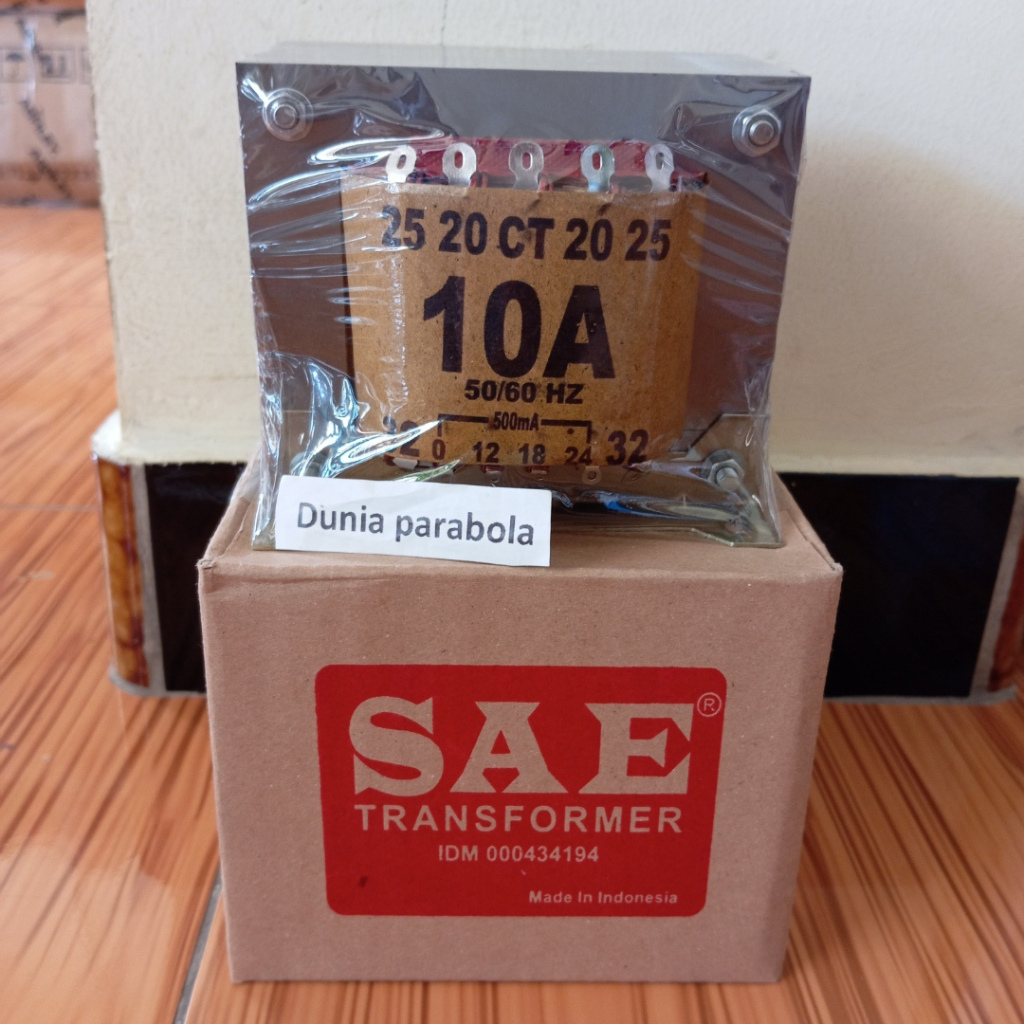 25 20 CT 20 25
10A
50/60 HZ
500mA
32 0 12 18 24 32
Dunia parabola
SAE®
TRANSFORMER
IDM 000434194
Made In Indonesia